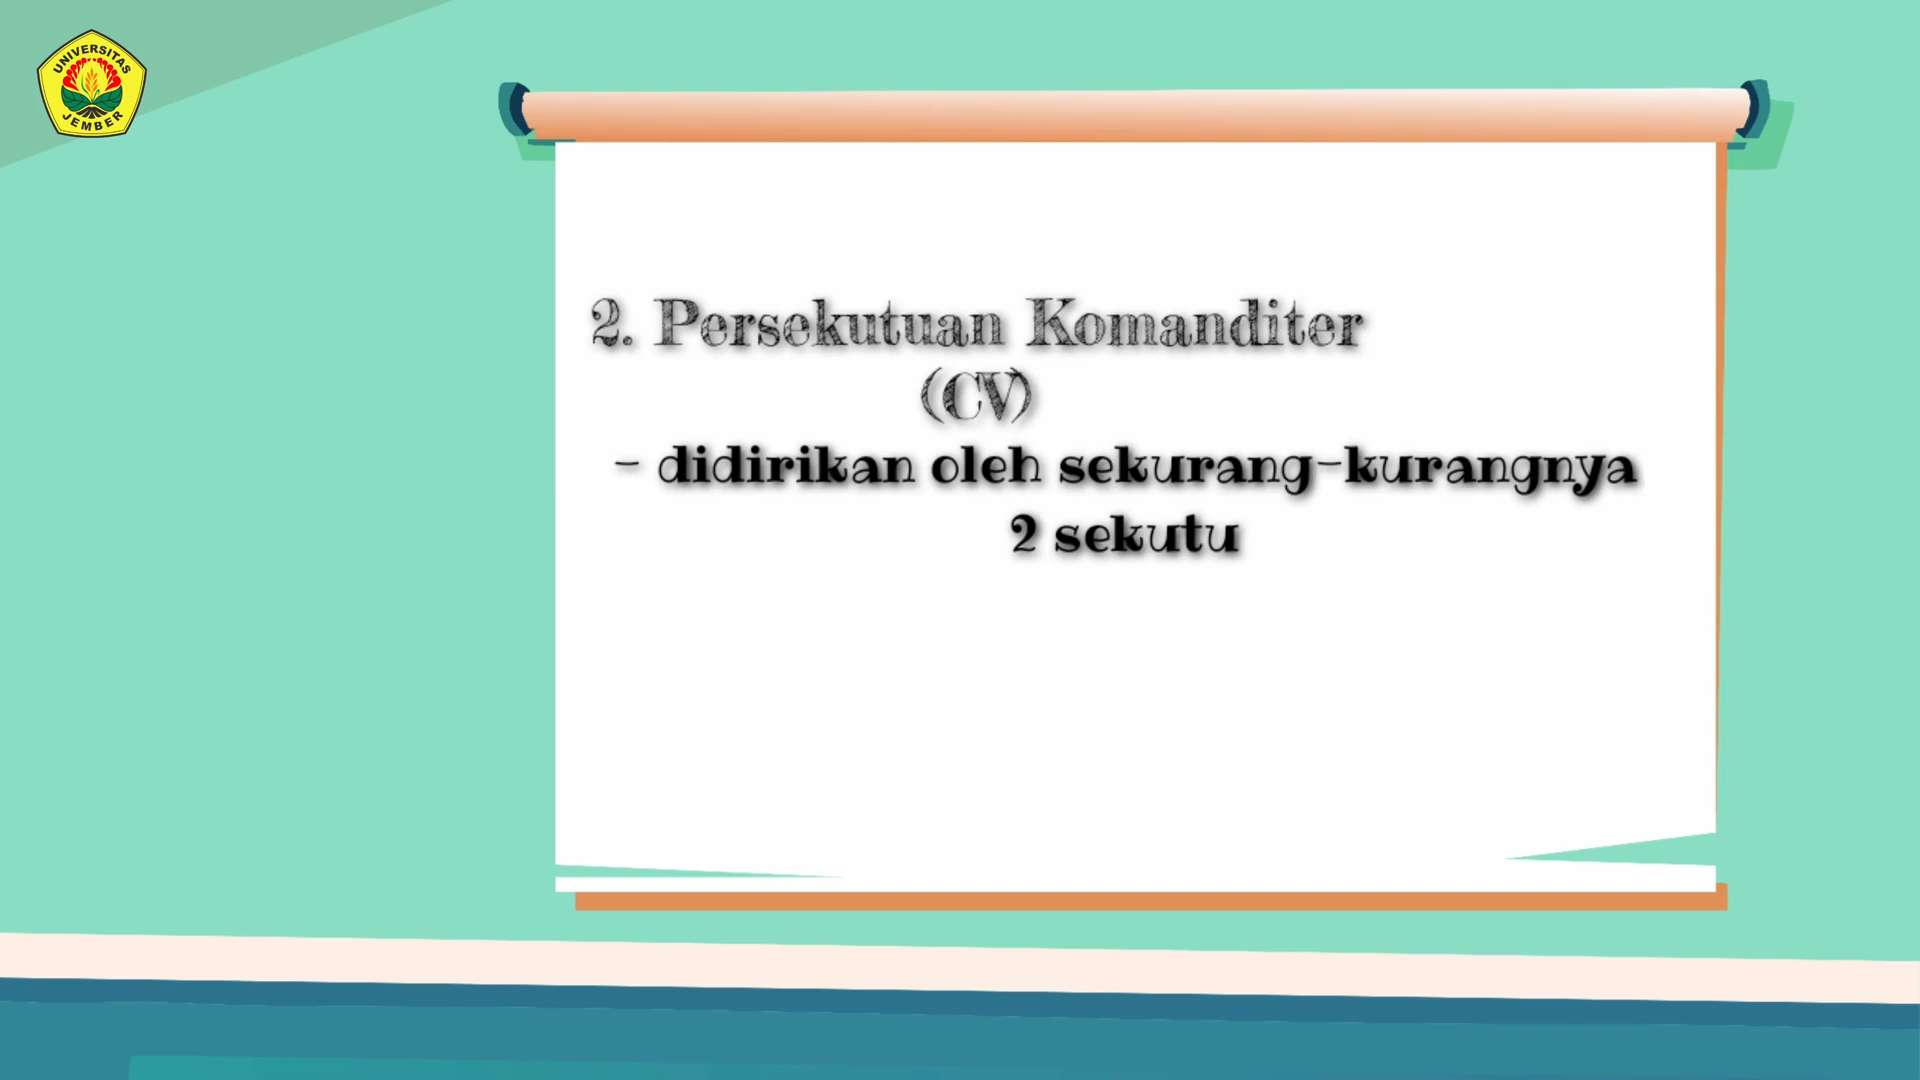 UNIVERSITAS
JEMBER
2. Persekutuan Komanditer
(CV)
- didirikan oleh sekurang-kurangnya
2 sekutu